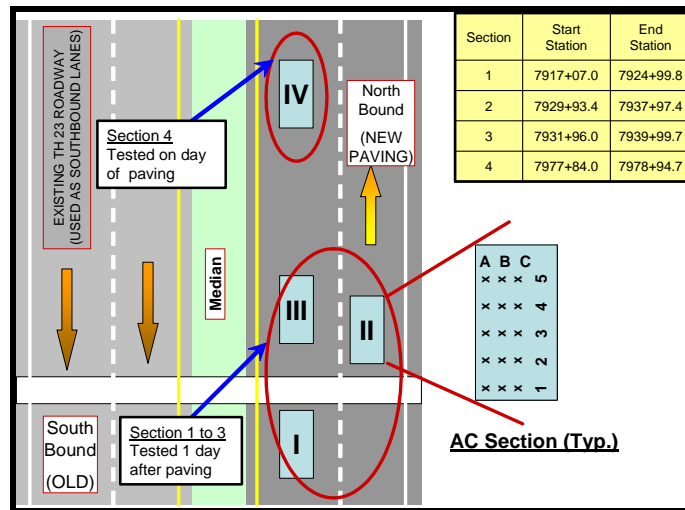 EXISTING TH 23 ROADWAY
(USED AS SOUTHBOUND LANES)
Section 4
Tested on day
of paving
IV
North
Bound
(NEW
PAVING)
Median
III
II
South
Bound
(OLD)
Section 1 to 3
Tested 1 day
after paving
I
Section Start Station End Station
1 7917+07.0 7924+99.8
2 7929+93.4 7937+97.4
3 7931+96.0 7939+99.7
4 7977+84.0 7978+94.7
A B C
x x x 5
x x x 4
x x x 3
x x x 2
x x x 1
AC Section (Typ.)